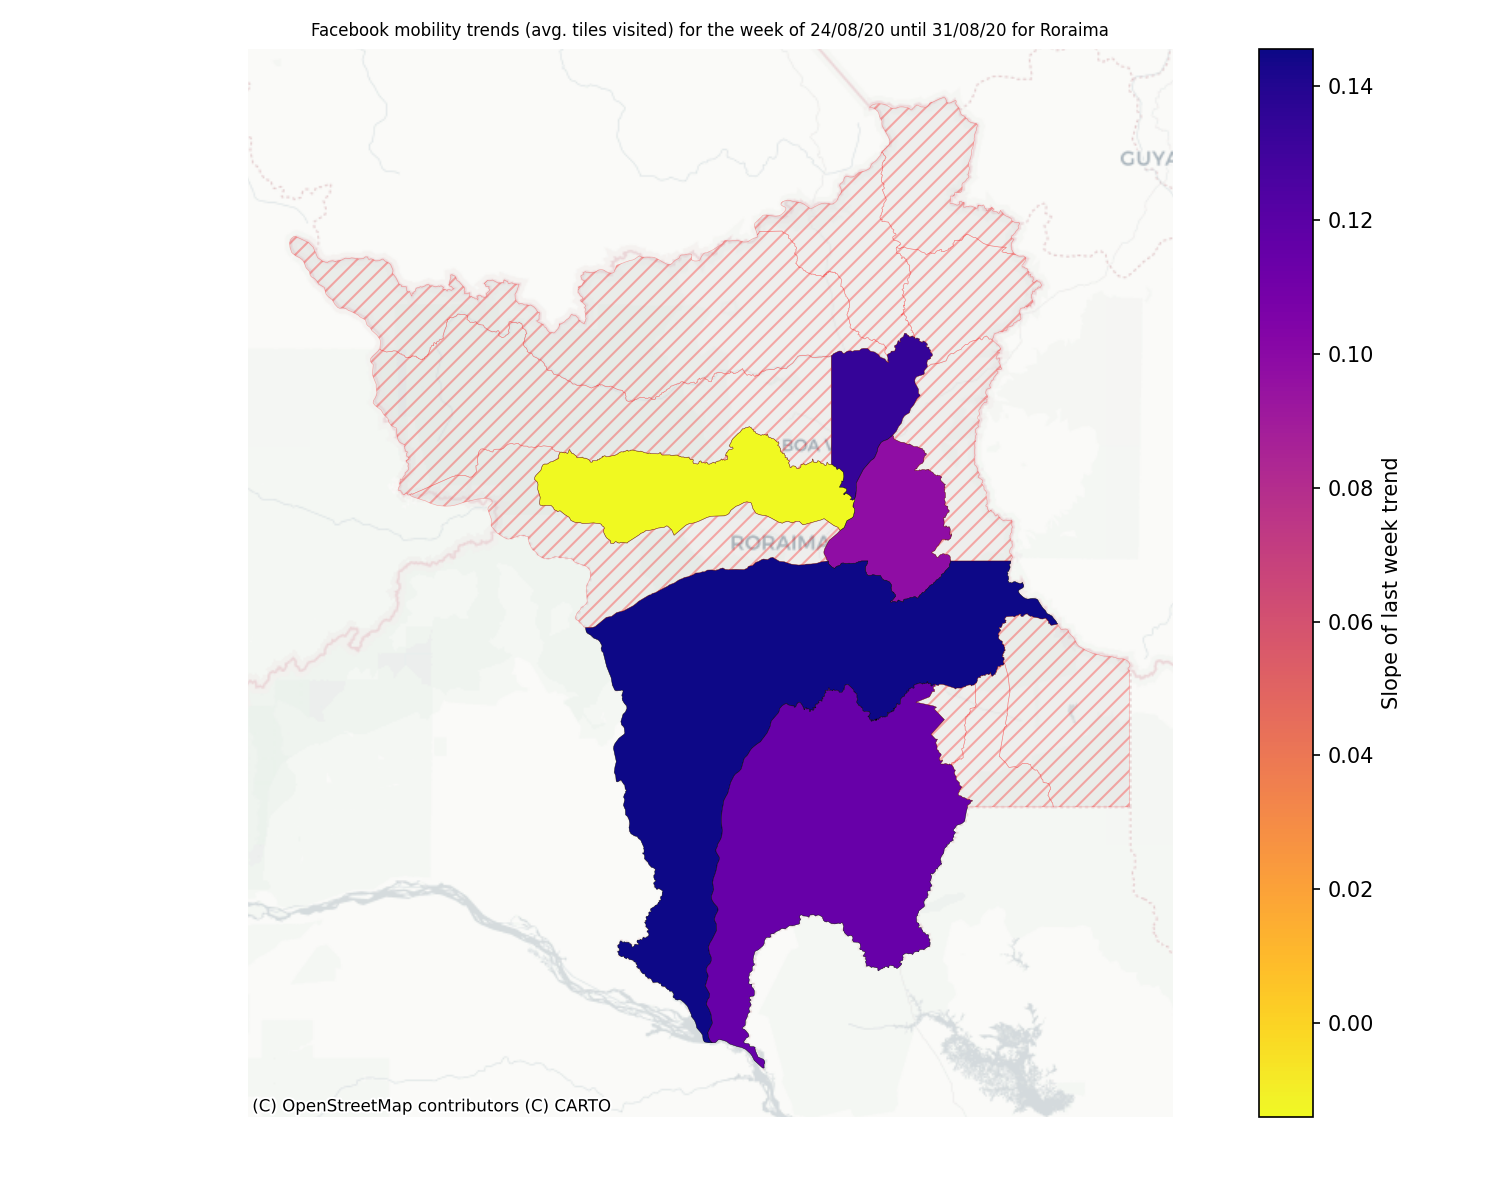 Facebook mobility trends (avg. tiles visited) for the week of 24/08/20 until 31/08/20 for Roraima
GUYA
BOA V
RORAIMA
0.14
0.12
0.10
0.08
0.06
0.04
0.02
0.00
Slope of last week trend
(C) OpenStreetMap contributors (C) CARTO